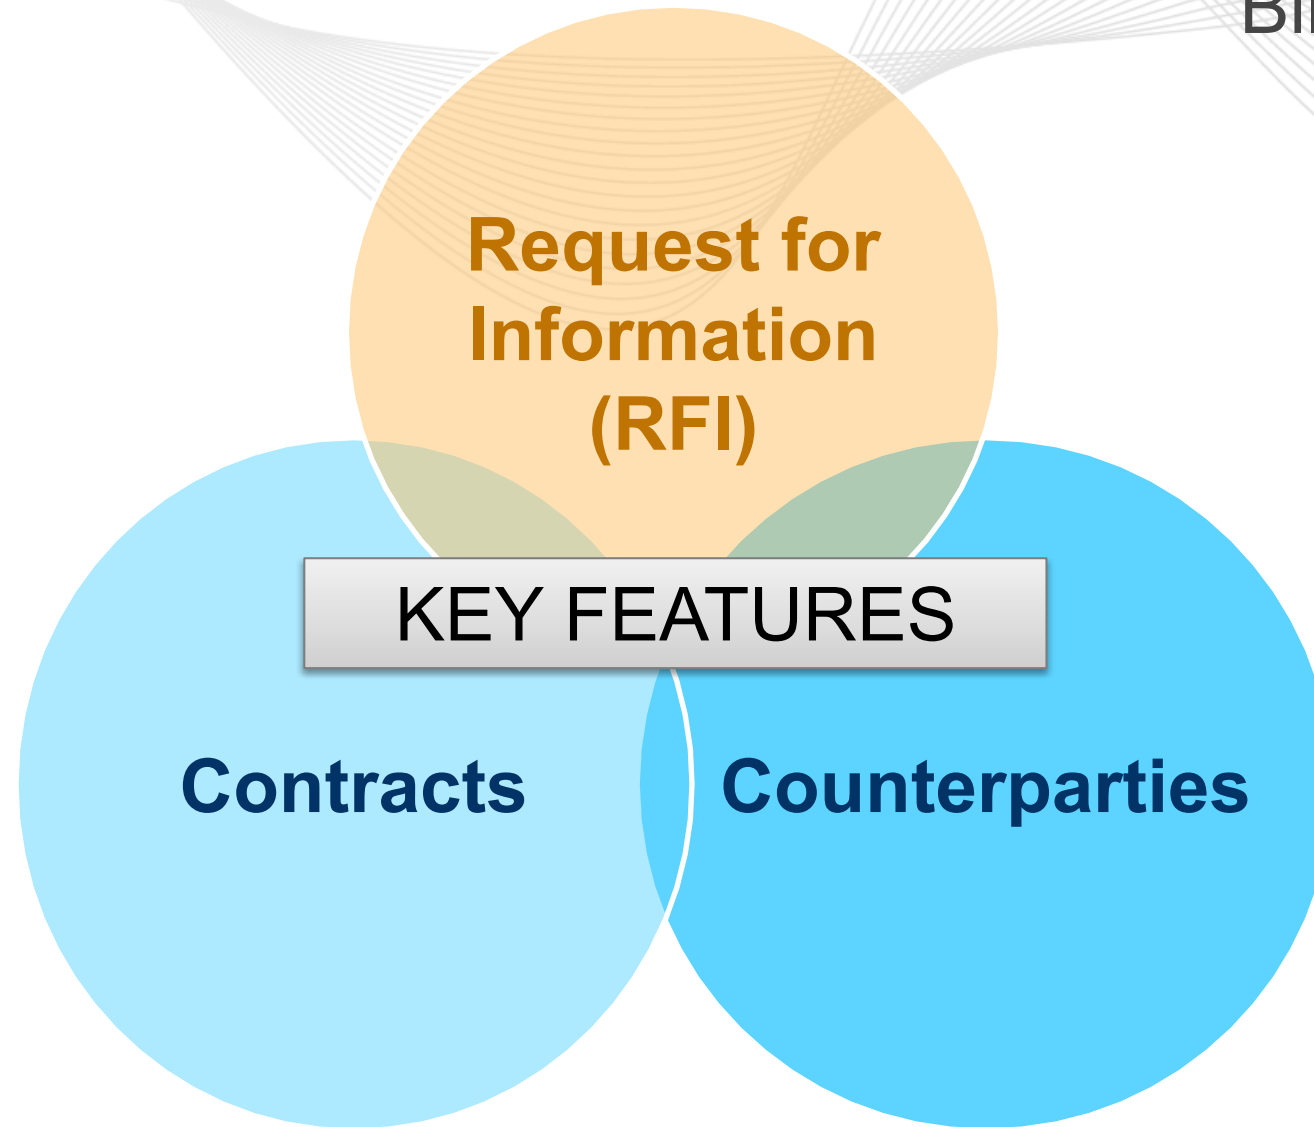 Request for
Information
(RFI)
KEY FEATURES
Contracts
Counterparties